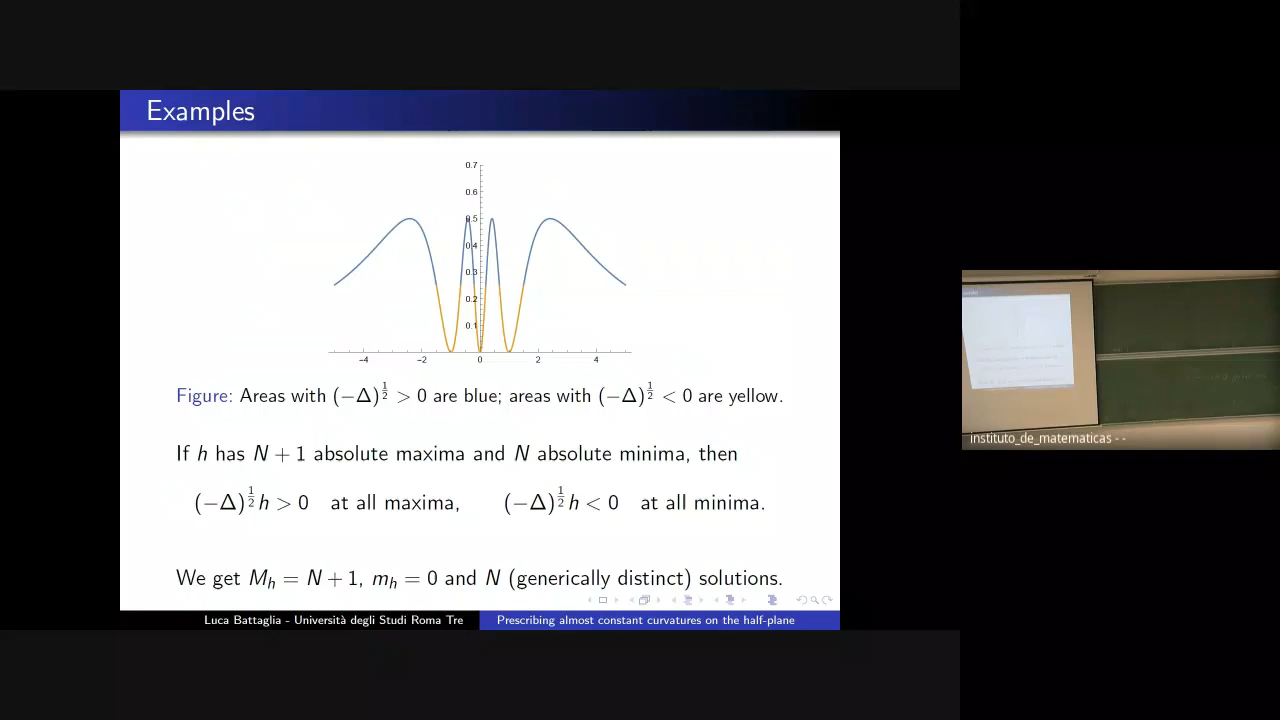 Examples
0.7
0.6
0.5
0.4
0.3
0.2
0.1
−4 −2 0 2 4
Figure: Areas with (−Δ)^{1/2} > 0 are blue; areas with (−Δ)^{1/2} < 0 are yellow.
If h has N + 1 absolute maxima and N absolute minima, then
(−Δ)^{1/2} h > 0 at all maxima, (−Δ)^{1/2} h < 0 at all minima.
We get M_h = N + 1, m_h = 0 and N (generically distinct) solutions.
Luca Battaglia - Università degli Studi Roma Tre Prescribing almost constant curvatures on the half-plane
instituto_de_matematicas - -